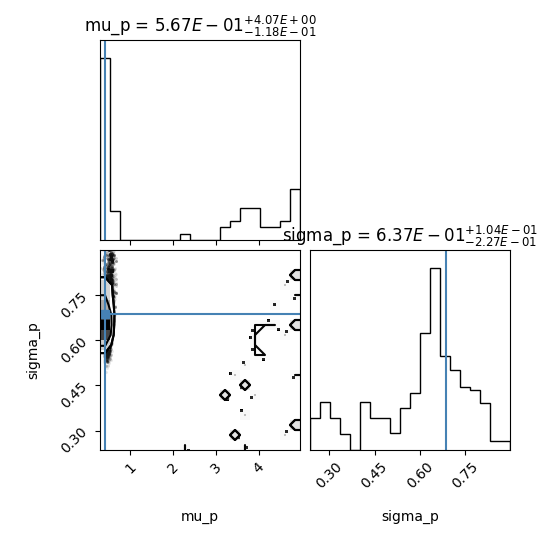 mu_p = 5.67E − 01 +4.07E+00 −1.18E−01
sigma_p = 6.37E − 01 +1.04E−01 −2.27E−01
0.75
0.60
0.45
0.30
sigma_p
1 2 3 4
mu_p
0.30 0.45 0.60 0.75
sigma_p